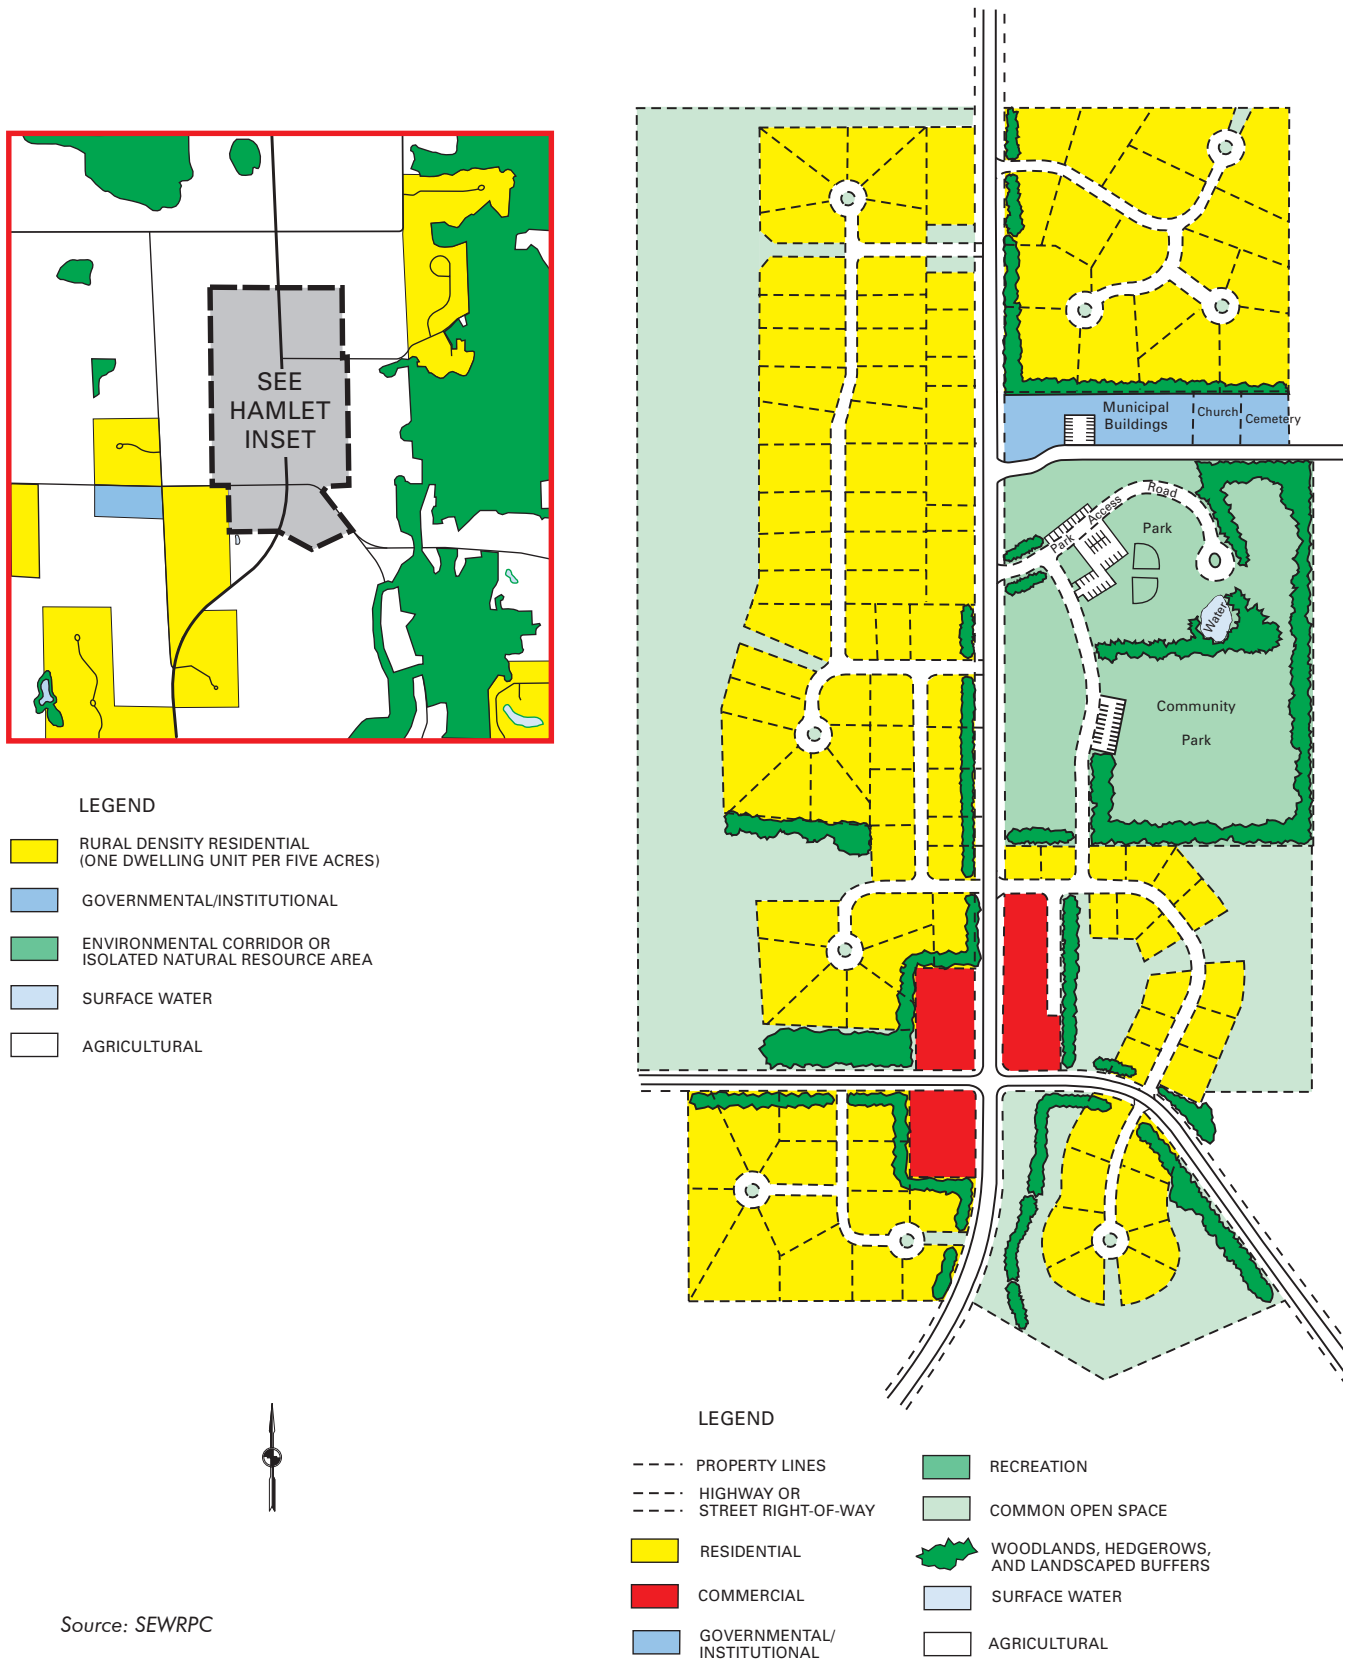 SEE
HAMLET
INSET
LEGEND
RURAL DENSITY RESIDENTIAL
(ONE DWELLING UNIT PER FIVE ACRES)
GOVERNMENTAL/INSTITUTIONAL
ENVIRONMENTAL CORRIDOR OR
ISOLATED NATURAL RESOURCE AREA
SURFACE WATER
AGRICULTURAL
Municipal
Buildings
Church
Cemetery
Park Access Road
Park
Water
Community
Park
LEGEND
PROPERTY LINES
HIGHWAY OR
STREET RIGHT-OF-WAY
RESIDENTIAL
COMMERCIAL
GOVERNMENTAL/
INSTITUTIONAL
RECREATION
COMMON OPEN SPACE
WOODLANDS, HEDGEROWS,
AND LANDSCAPED BUFFERS
SURFACE WATER
AGRICULTURAL
Source: SEWRPC